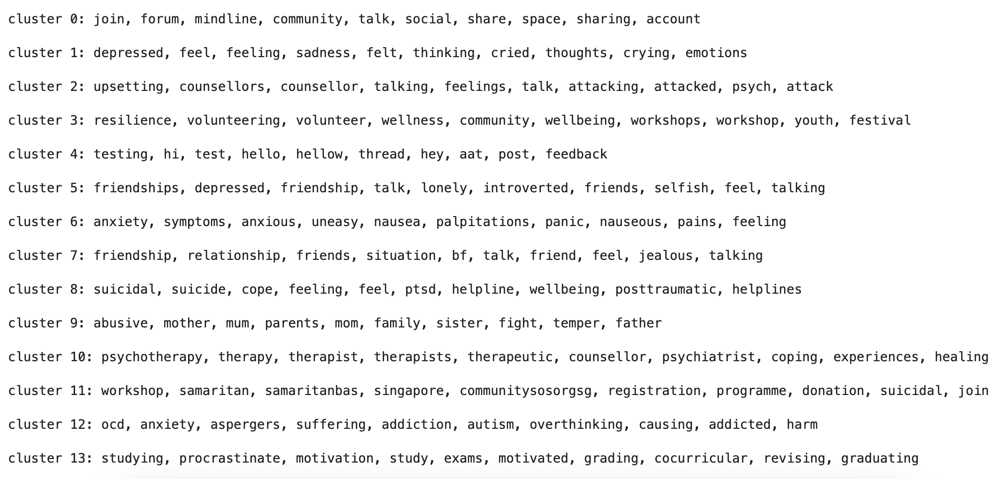 cluster 0: join, forum, mindline, community, talk, social, share, space, sharing, account
cluster 1: depressed, feel, feeling, sadness, felt, thinking, cried, thoughts, crying, emotions
cluster 2: upsetting, counsellors, counsellor, talking, feelings, talk, attacking, attacked, psych, attack
cluster 3: resilience, volunteering, volunteer, wellness, community, wellbeing, workshops, workshop, youth, festival
cluster 4: testing, hi, test, hello, hellow, thread, hey, aat, post, feedback
cluster 5: friendships, depressed, friendship, talk, lonely, introverted, friends, selfish, feel, talking
cluster 6: anxiety, symptoms, anxious, uneasy, nausea, palpitations, panic, nauseous, pains, feeling
cluster 7: friendship, relationship, friends, situation, bf, talk, friend, feel, jealous, talking
cluster 8: suicidal, suicide, cope, feeling, feel, ptsd, helpline, wellbeing, posttraumatic, helplines
cluster 9: abusive, mother, mum, parents, mom, family, sister, fight, temper, father
cluster 10: psychotherapy, therapy, therapist, therapists, therapeutic, counsellor, psychiatrist, coping, experiences, healing
cluster 11: workshop, samaritan, samaritanbas, singapore, communitysosorgsg, registration, programme, donation, suicidal, join
cluster 12: ocd, anxiety, aspergers, suffering, addiction, autism, overthinking, causing, addicted, harm
cluster 13: studying, procrastinate, motivation, study, exams, motivated, grading, cocurricular, revising, graduating